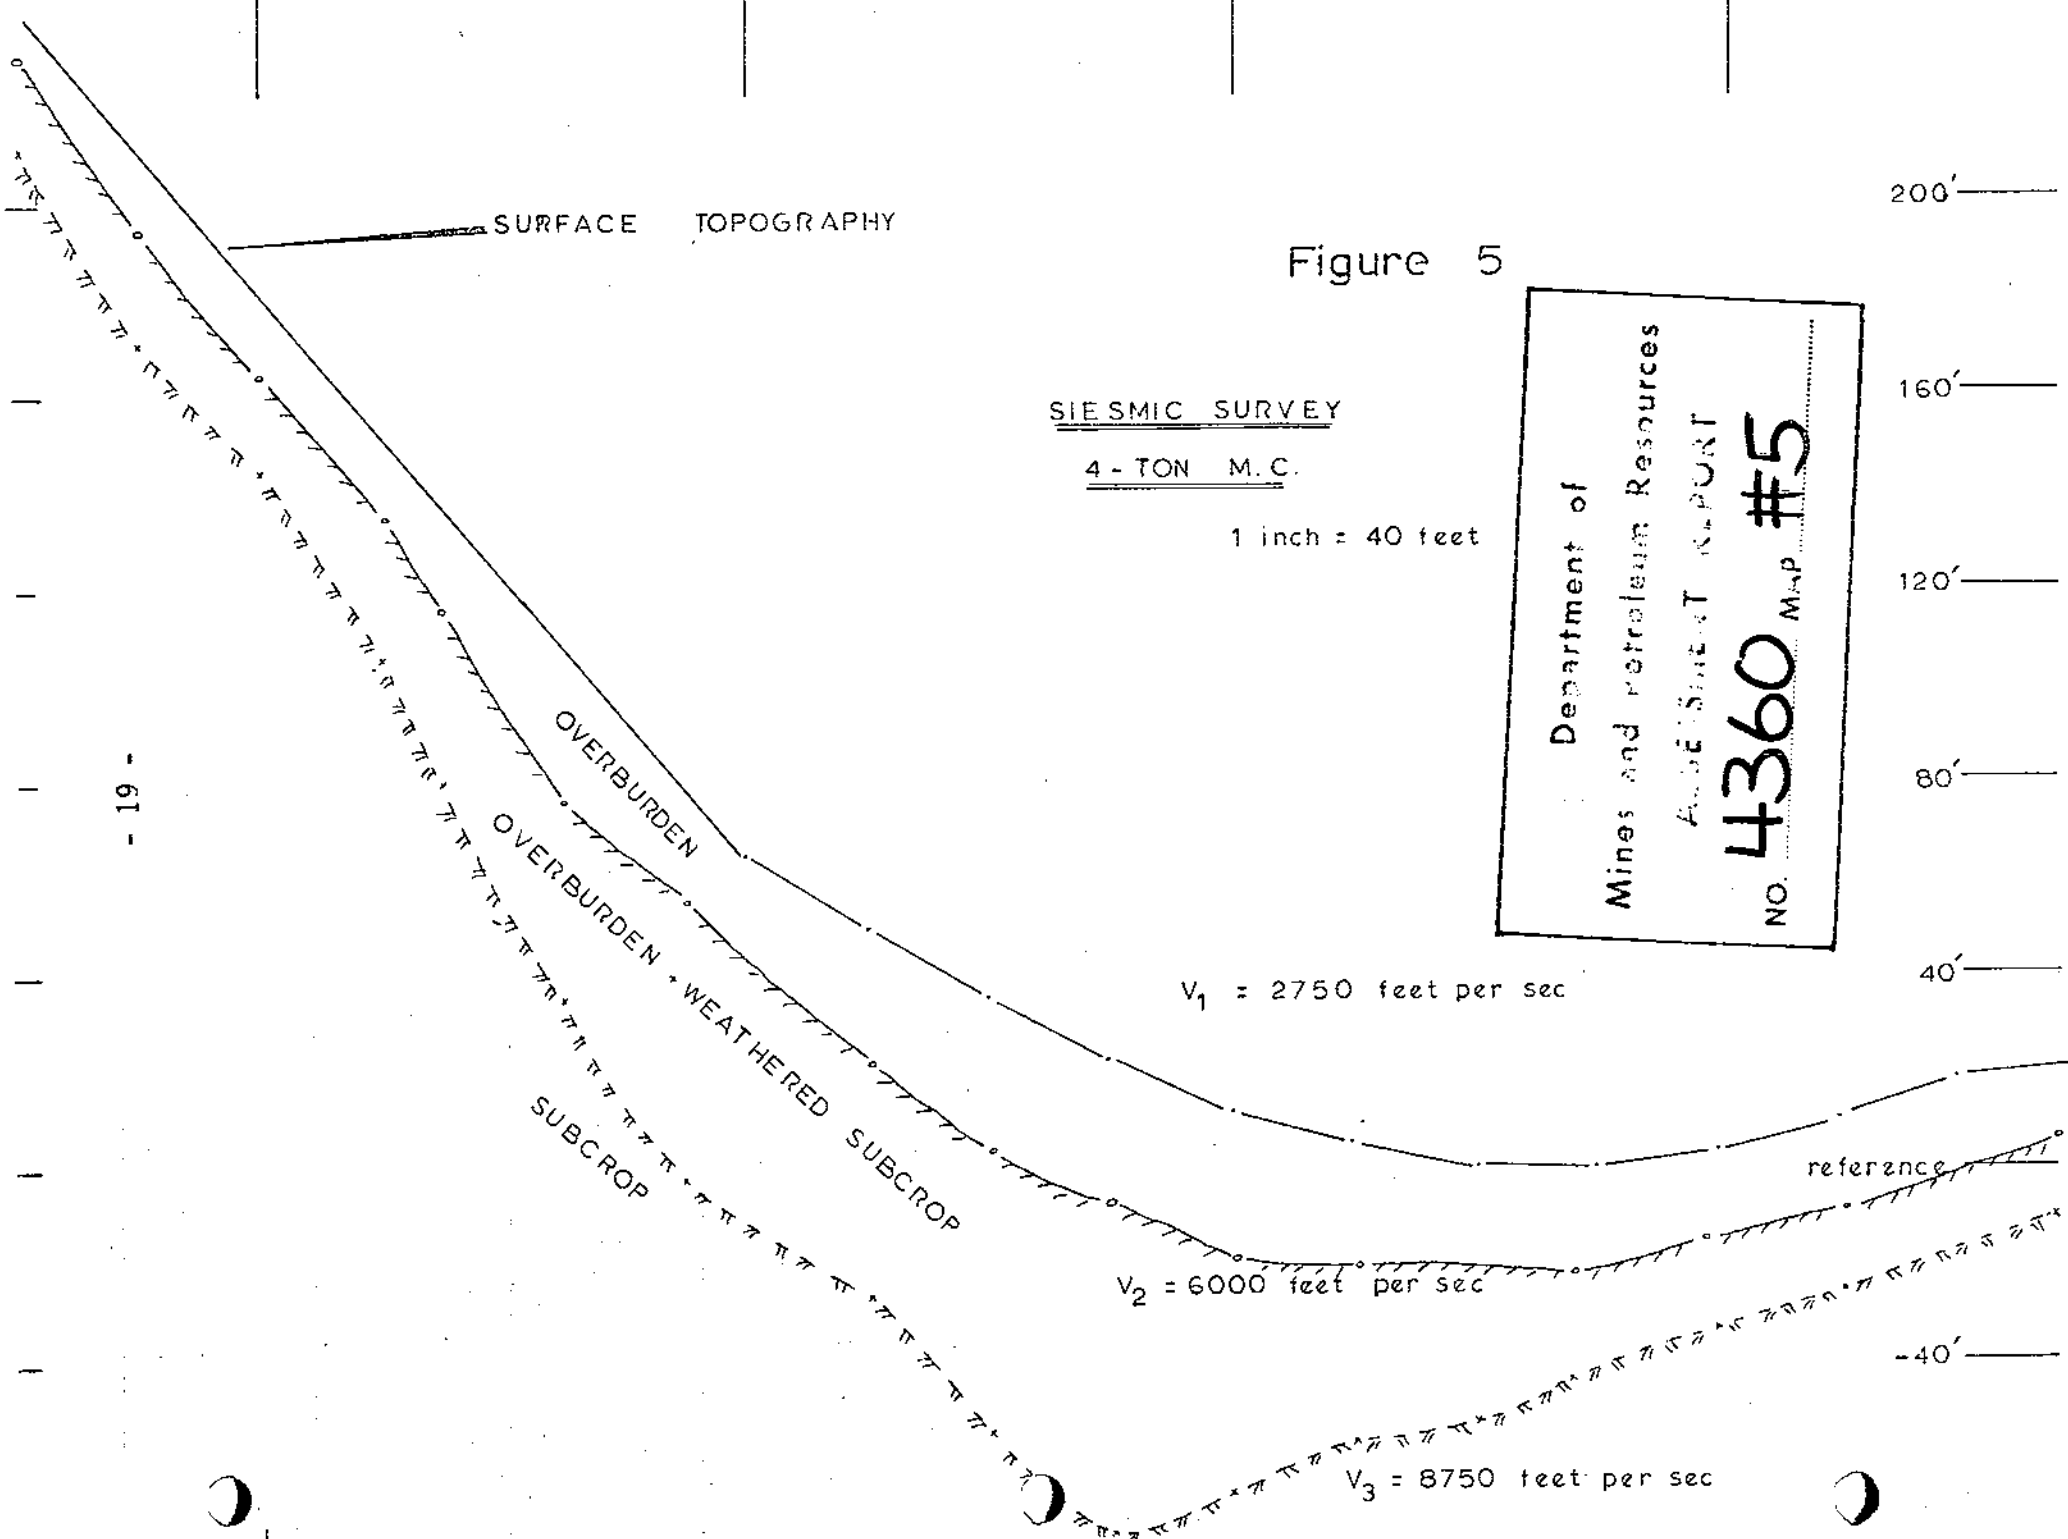 200′
SURFACE TOPOGRAPHY
Figure 5
160′
SIESMIC SURVEY
4 - TON M.C.
1 inch = 40 feet
120′
Department of
Mines and Petroleum Resources
ASSESSMENT REPORT
NO. 4360 MAP #5
80′
OVERBURDEN
- 19 -
OVERBURDEN + WEATHERED SUBCROP
40′
V1 = 2750 feet per sec
SUBCROP
reference
V2 = 6000 feet per sec
-40′
V3 = 8750 feet per sec